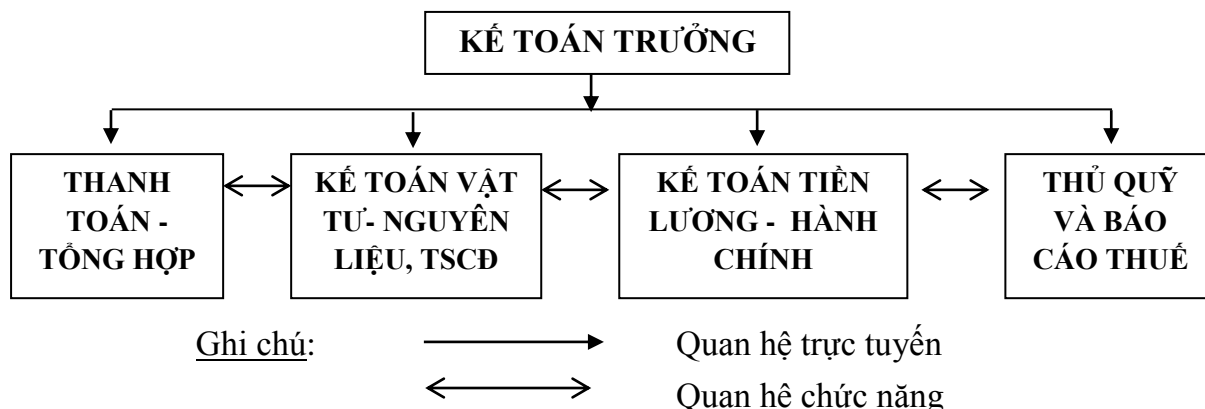 KẾ TOÁN TRƯỞNG
THANH
TOÁN -
TỔNG HỢP
KẾ TOÁN VẬT
TƯ- NGUYÊN
LIỆU, TSCĐ
KẾ TOÁN TIỀN
LƯƠNG - HÀNH
CHÍNH
THỦ QUỸ
VÀ BÁO
CÁO THUẾ
Ghi chú:
Quan hệ trực tuyến
Quan hệ chức năng